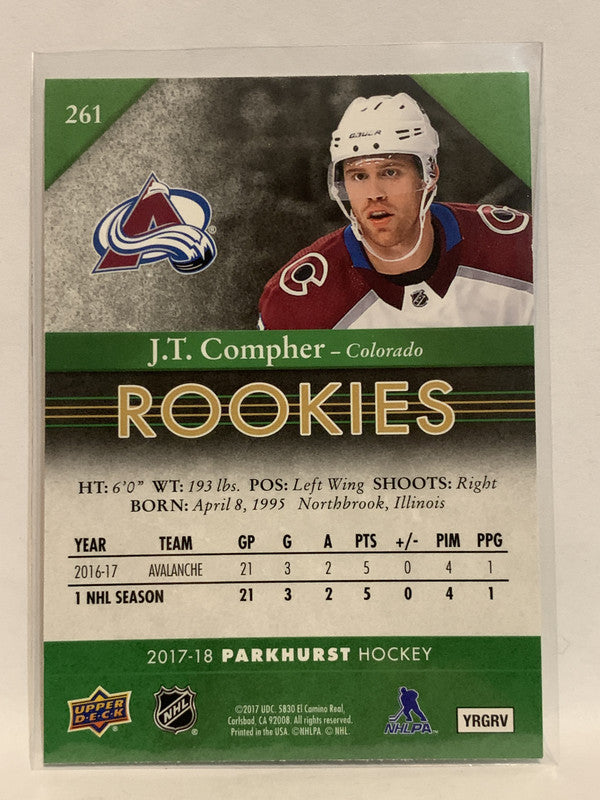 261
BAUER
J.T. Compher – Colorado
ROOKIES
HT: 6'0" WT: 193 lbs. POS: Left Wing SHOOTS: Right
BORN: April 8, 1995 Northbrook, Illinois
YEAR TEAM GP G A PTS +/- PIM PPG
2016-17 AVALANCHE 21 3 2 5 0 4 1
1 NHL SEASON 21 3 2 5 0 4 1
2017-18 PARKHURST HOCKEY
UPPER DECK
NHL
©2017 UDC. 5830 El Camino Real,
Carlsbad, CA 92008. All rights reserved.
Printed in the USA. ©NHLPA. © NHL.
NHLPA
YRGRV